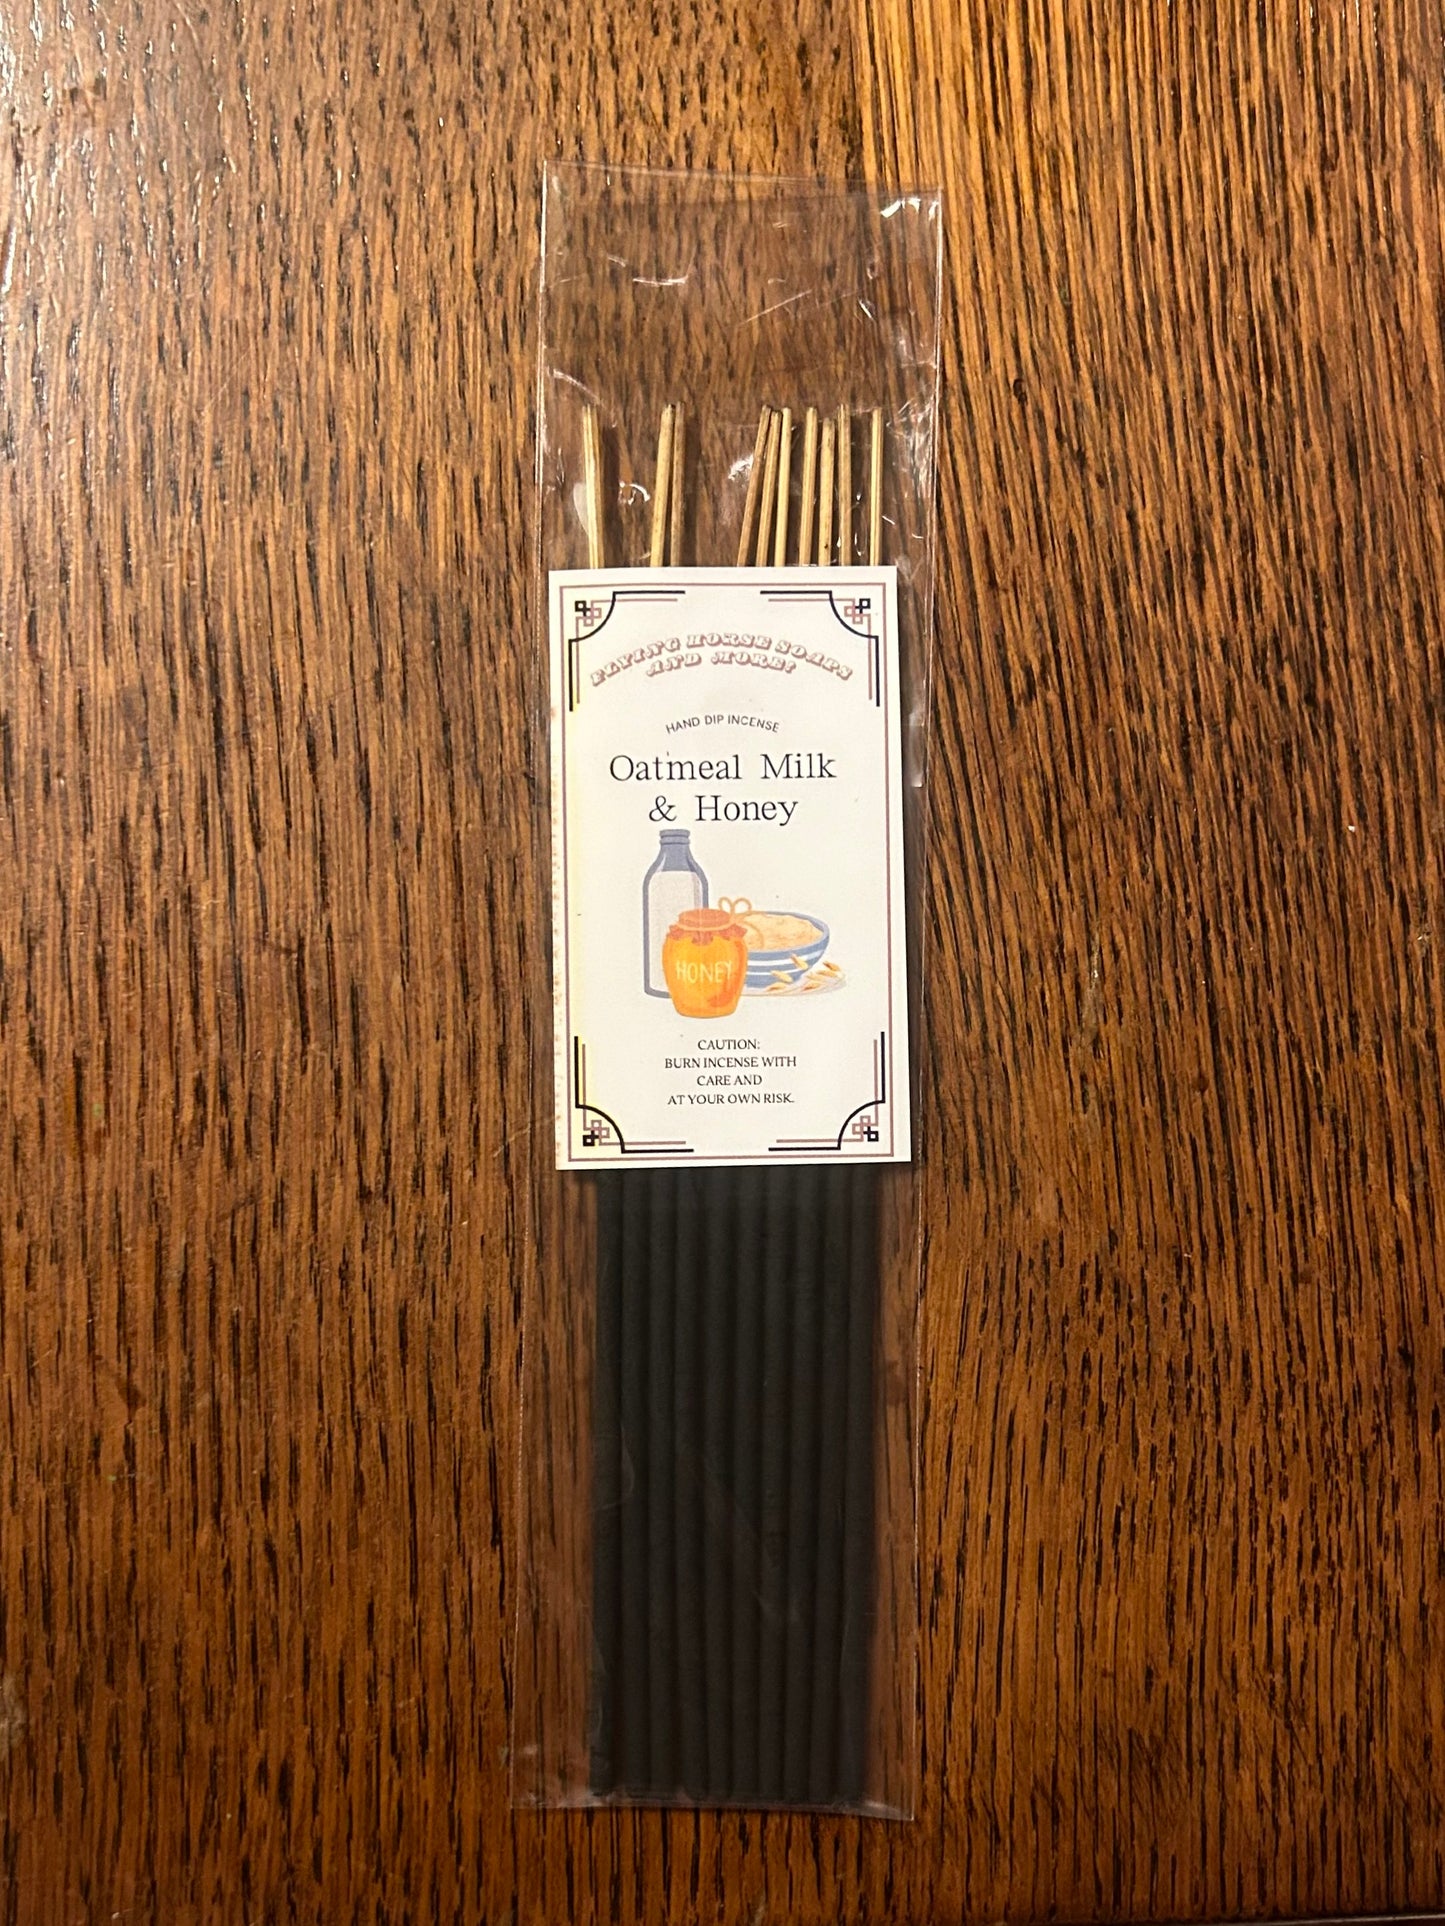 FLYING HORSE SOAPS
AND MORE!
HAND DIP INCENSE
Oatmeal Milk
& Honey
HONEY
CAUTION:
BURN INCENSE WITH
CARE AND
AT YOUR OWN RISK.